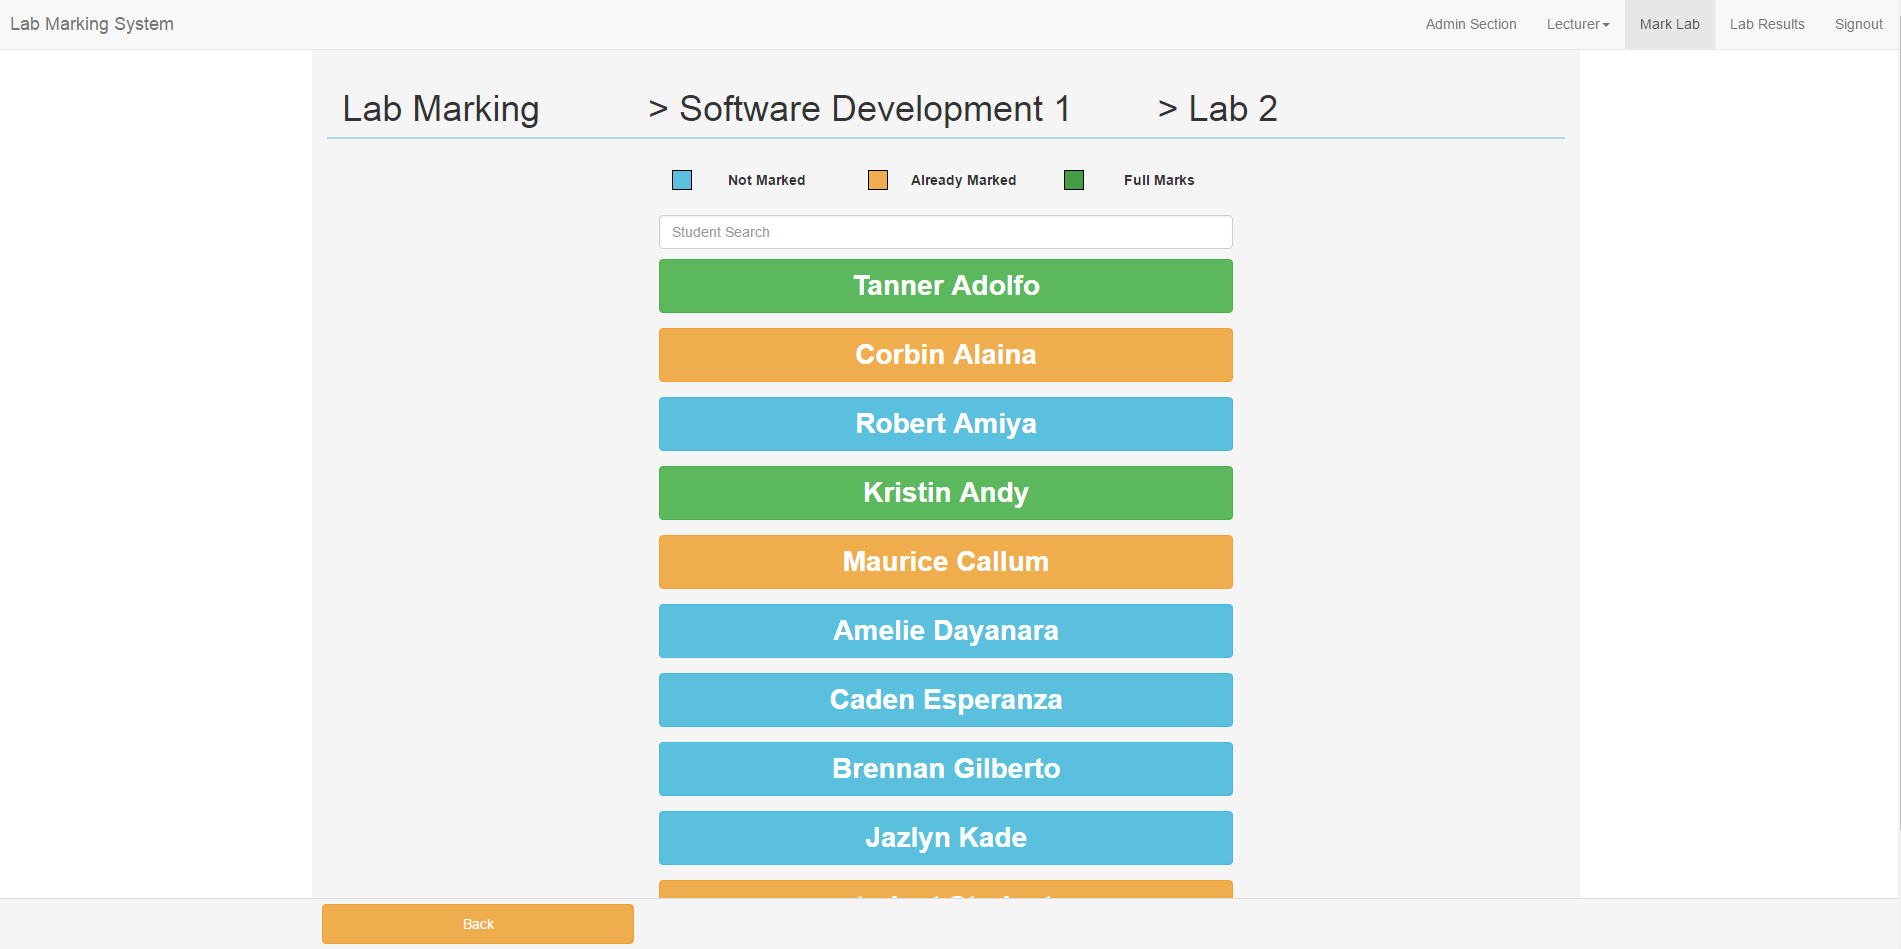 Lab Marking System Admin Section Lecturer Mark Lab Lab Results Signout
Lab Marking > Software Development 1 > Lab 2
Not Marked Already Marked Full Marks
Student Search
Tanner Adolfo
Corbin Alaina
Robert Amiya
Kristin Andy
Maurice Callum
Amelie Dayanara
Caden Esperanza
Brennan Gilberto
Jazlyn Kade
Back